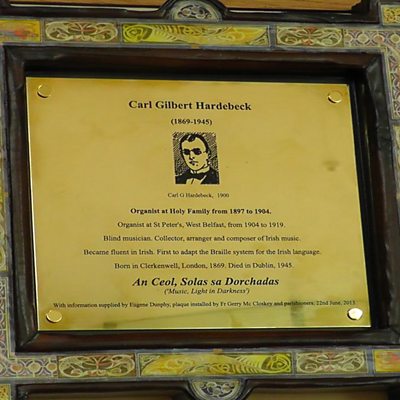 Carl Gilbert Hardebeck
(1869-1945)
Carl G Hardebeck, 1900
Organist at Holy Family from 1897 to 1904.
Organist at St Peter's, West Belfast, from 1904 to 1919.
Blind musician. Collector, arranger and composer of Irish music.
Became fluent in Irish. First to adapt the Braille system for the Irish language.
Born in Clerkenwell, London, 1869. Died in Dublin, 1945.
An Ceol, Solas sa Dorchadas
('Music, Light in Darkness')
With information supplied by Eugene Dunphy, plaque installed by Fr Gerry Mc Closkey and parishioners, 22nd June, 2013